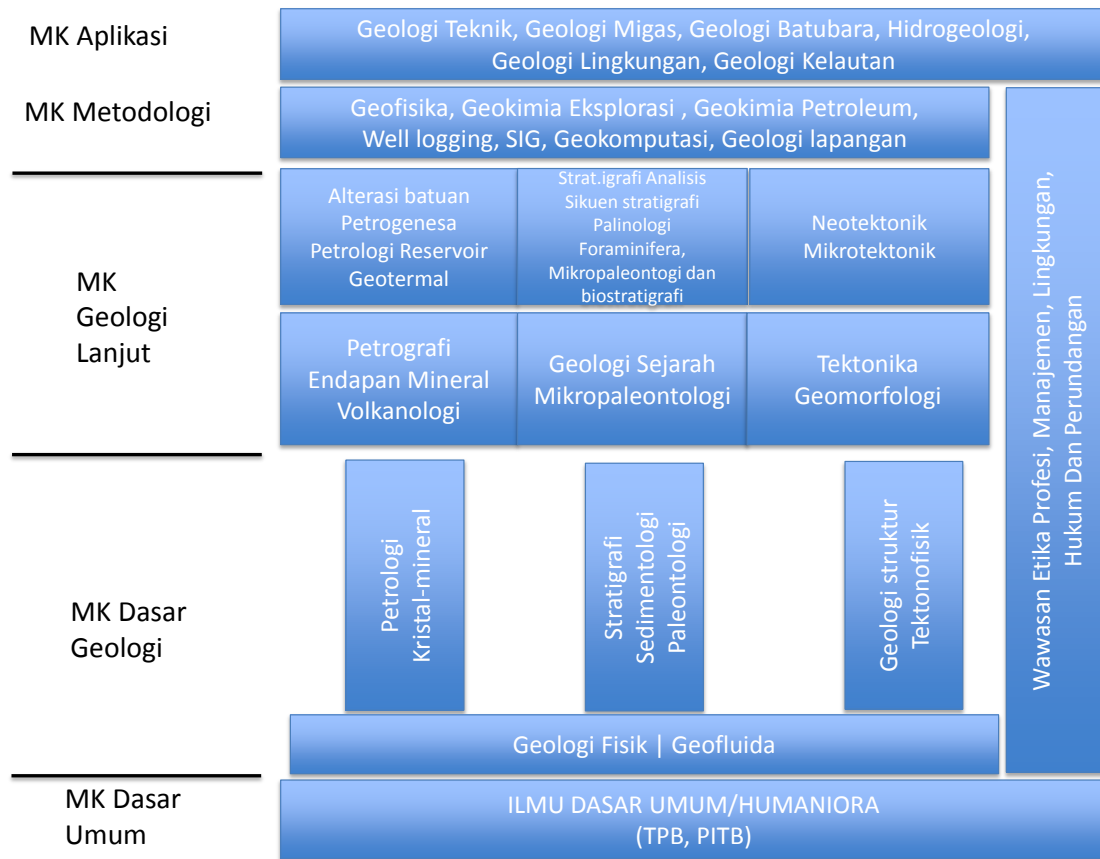 MK Aplikasi
Geologi Teknik, Geologi Migas, Geologi Batubara, Hidrogeologi,
Geologi Lingkungan, Geologi Kelautan
MK Metodologi
Geofisika, Geokimia Eksplorasi , Geokimia Petroleum,
Well logging, SIG, Geokomputasi, Geologi lapangan
MK
Geologi
Lanjut
Alterasi batuan
Petrogenesa
Petrologi Reservoir
Geotermal
Strat.igrafi Analisis
Sikuen stratigrafi
Palinologi
Foraminifera,
Mikropaleontogi dan
biostratigrafi
Neotektonik
Mikrotektonik
Petrografi
Endapan Mineral
Volkanologi
Geologi Sejarah
Mikropaleontologi
Tektonika
Geomorfologi
MK Dasar
Geologi
Petrologi
Kristal-mineral
Stratigrafi
Sedimentologi
Paleontologi
Geologi struktur
Tektonofisik
Geologi Fisik | Geofluida
Wawasan Etika Profesi, Manajemen, Lingkungan,
Hukum Dan Perundangan
MK Dasar
Umum
ILMU DASAR UMUM/HUMANIORA
(TPB, PITB)